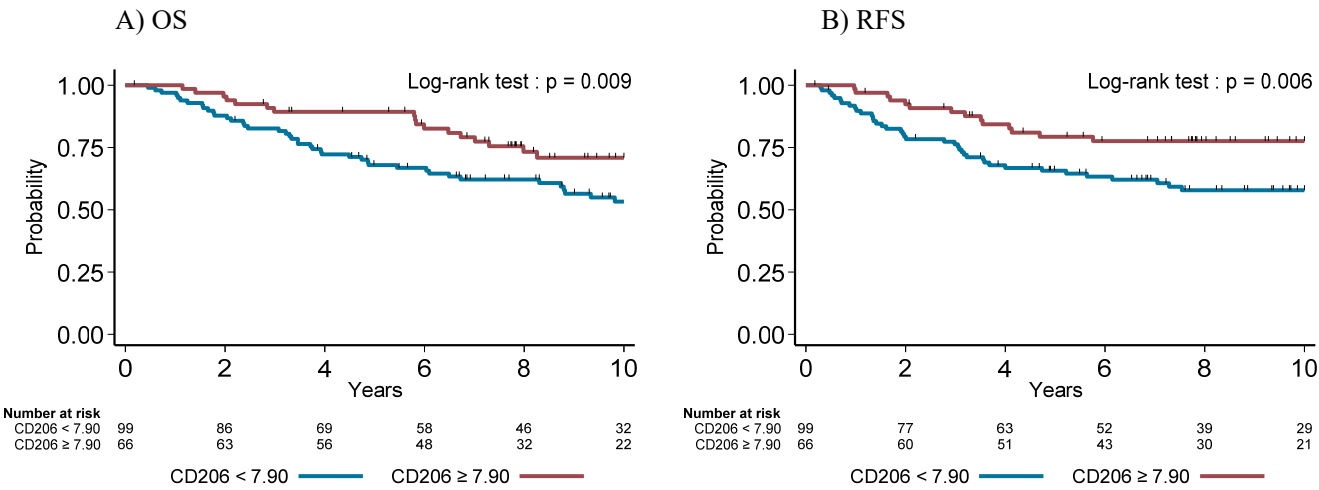 A) OS
Log-rank test : p = 0.009
1.00
0.75
0.50
0.25
0.00
Probability
0 2 4 6 8 10
Years
Number at risk
CD206 < 7.90 99 86 69 58 46 32
CD206 ≥ 7.90 66 63 56 48 32 22
CD206 < 7.90 CD206 ≥ 7.90
B) RFS
Log-rank test : p = 0.006
1.00
0.75
0.50
0.25
0.00
Probability
0 2 4 6 8 10
Years
Number at risk
CD206 < 7.90 99 77 63 52 39 29
CD206 ≥ 7.90 66 60 51 43 30 21
CD206 < 7.90 CD206 ≥ 7.90